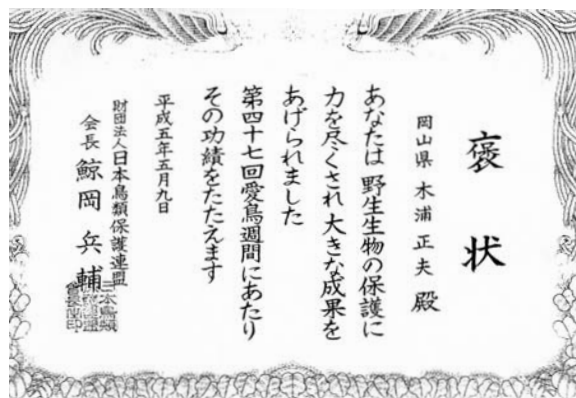 褒状
岡山県 木浦正夫 殿
あなたは野生生物の保護に
力を尽くされ大きな成果を
あげられました
第四十七回愛鳥週間にあたり
その功績をたたえます
平成五年五月九日
財団法人日本鳥類保護連盟
会長 鯨岡兵輔